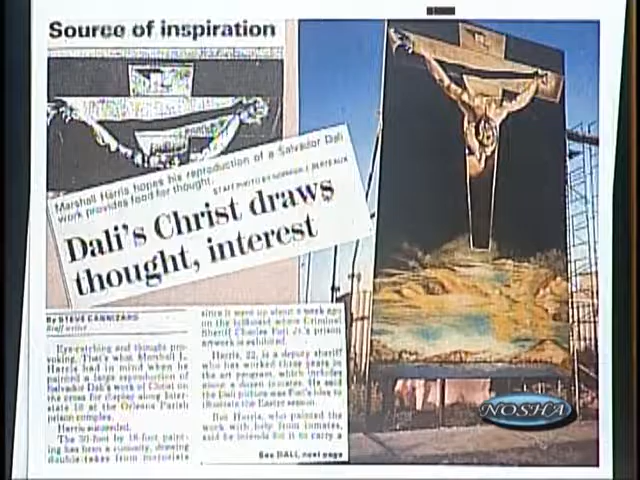 Source of inspiration
Marshall Harris hopes his reproduction of a Salvador Dali
work provides food for thought.
STAFF PHOTO BY
Dali's Christ draws
thought, interest
By STEVE CANNIZARO
Staff writer
Eye-catching and thought pro-
voking. That's what Marshall L.
Harris had in mind when he
painted a large reproduction of
Salvador Dali's work of Christ on
the cross for display along Inter-
state 10 at the Orleans Parish
prison complex.
Harris succeeded.
The 30-foot by 18-foot paint-
ing has been a curiosity, drawing
double-takes from motorists
since it went up about a week ago
on the billboard where Criminal
Sheriff Charles Foti Jr.'s prison
artwork is exhibited.
Harris, 22, is a deputy sheriff
who has worked three years in
the art program, which includes
about a dozen inmates. He said
the Dali picture was Foti's idea to
illustrate the Easter season.
But Harris, who painted the
work with help from inmates,
said he intends for it to carry a
See DALI, next page
NOSHA